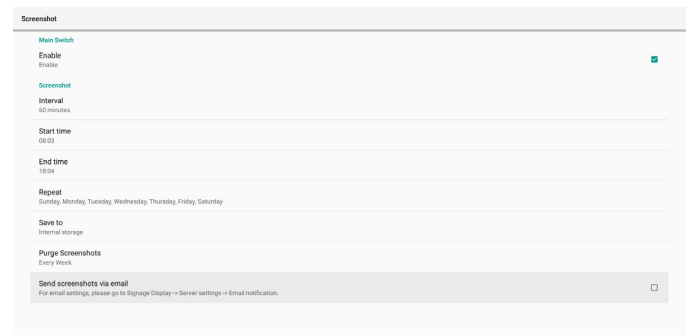 Screenshot
Main Switch
Enable
Enable
Screenshot
Interval
60 minutes
Start time
08:03
End time
18:04
Repeat
Sunday, Monday, Tuesday, Wednesday, Thursday, Friday, Saturday
Save to
Internal storage
Purge Screenshots
Every Week
Send screenshots via email
For email settings, please go to Signage Display -> Server settings -> Email notification.